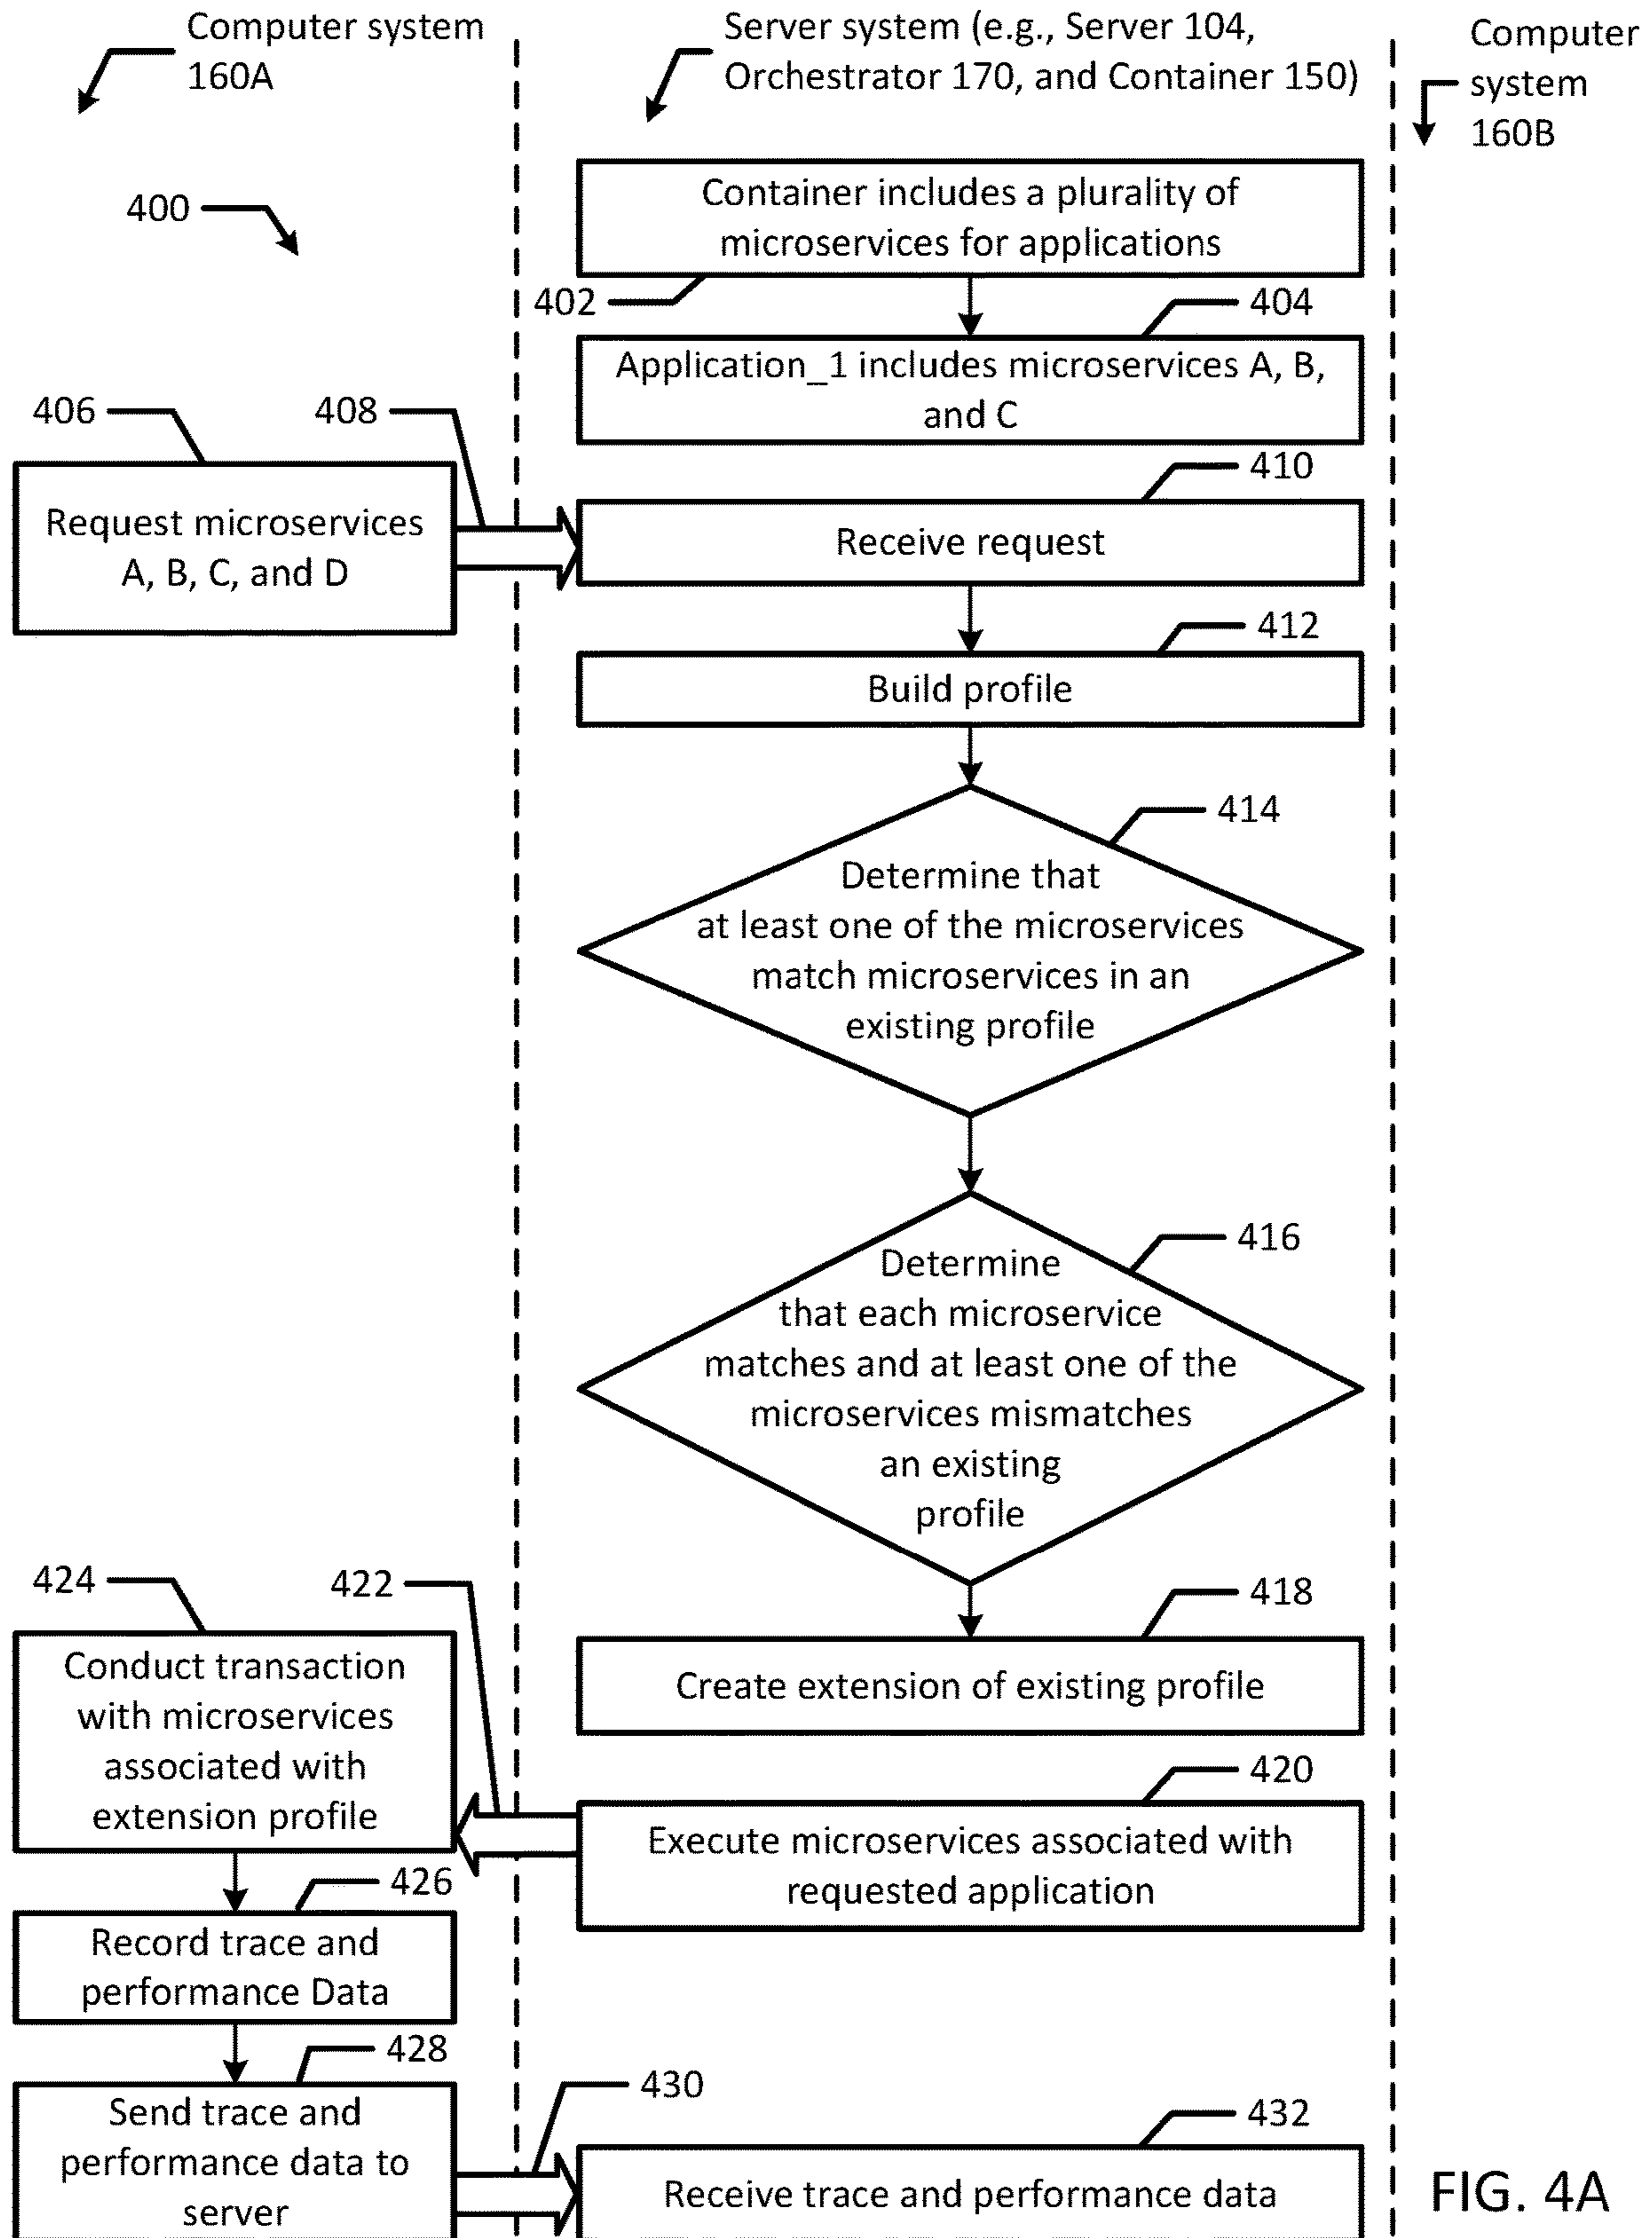 Computer system
160A
Server system (e.g., Server 104,
Orchestrator 170, and Container 150)
Computer
system
160B
400
Container includes a plurality of
microservices for applications
402
404
Application_1 includes microservices A, B,
and C
406
408
410
Request microservices
A, B, C, and D
Receive request
412
Build profile
414
Determine that
at least one of the microservices
match microservices in an
existing profile
416
Determine
that each microservice
matches and at least one of the
microservices mismatches
an existing
profile
424
422
418
Conduct transaction
with microservices
associated with
extension profile
Create extension of existing profile
420
Execute microservices associated with
requested application
426
Record trace and
performance Data
428
Send trace and
performance data to
server
430
432
Receive trace and performance data
FIG. 4A